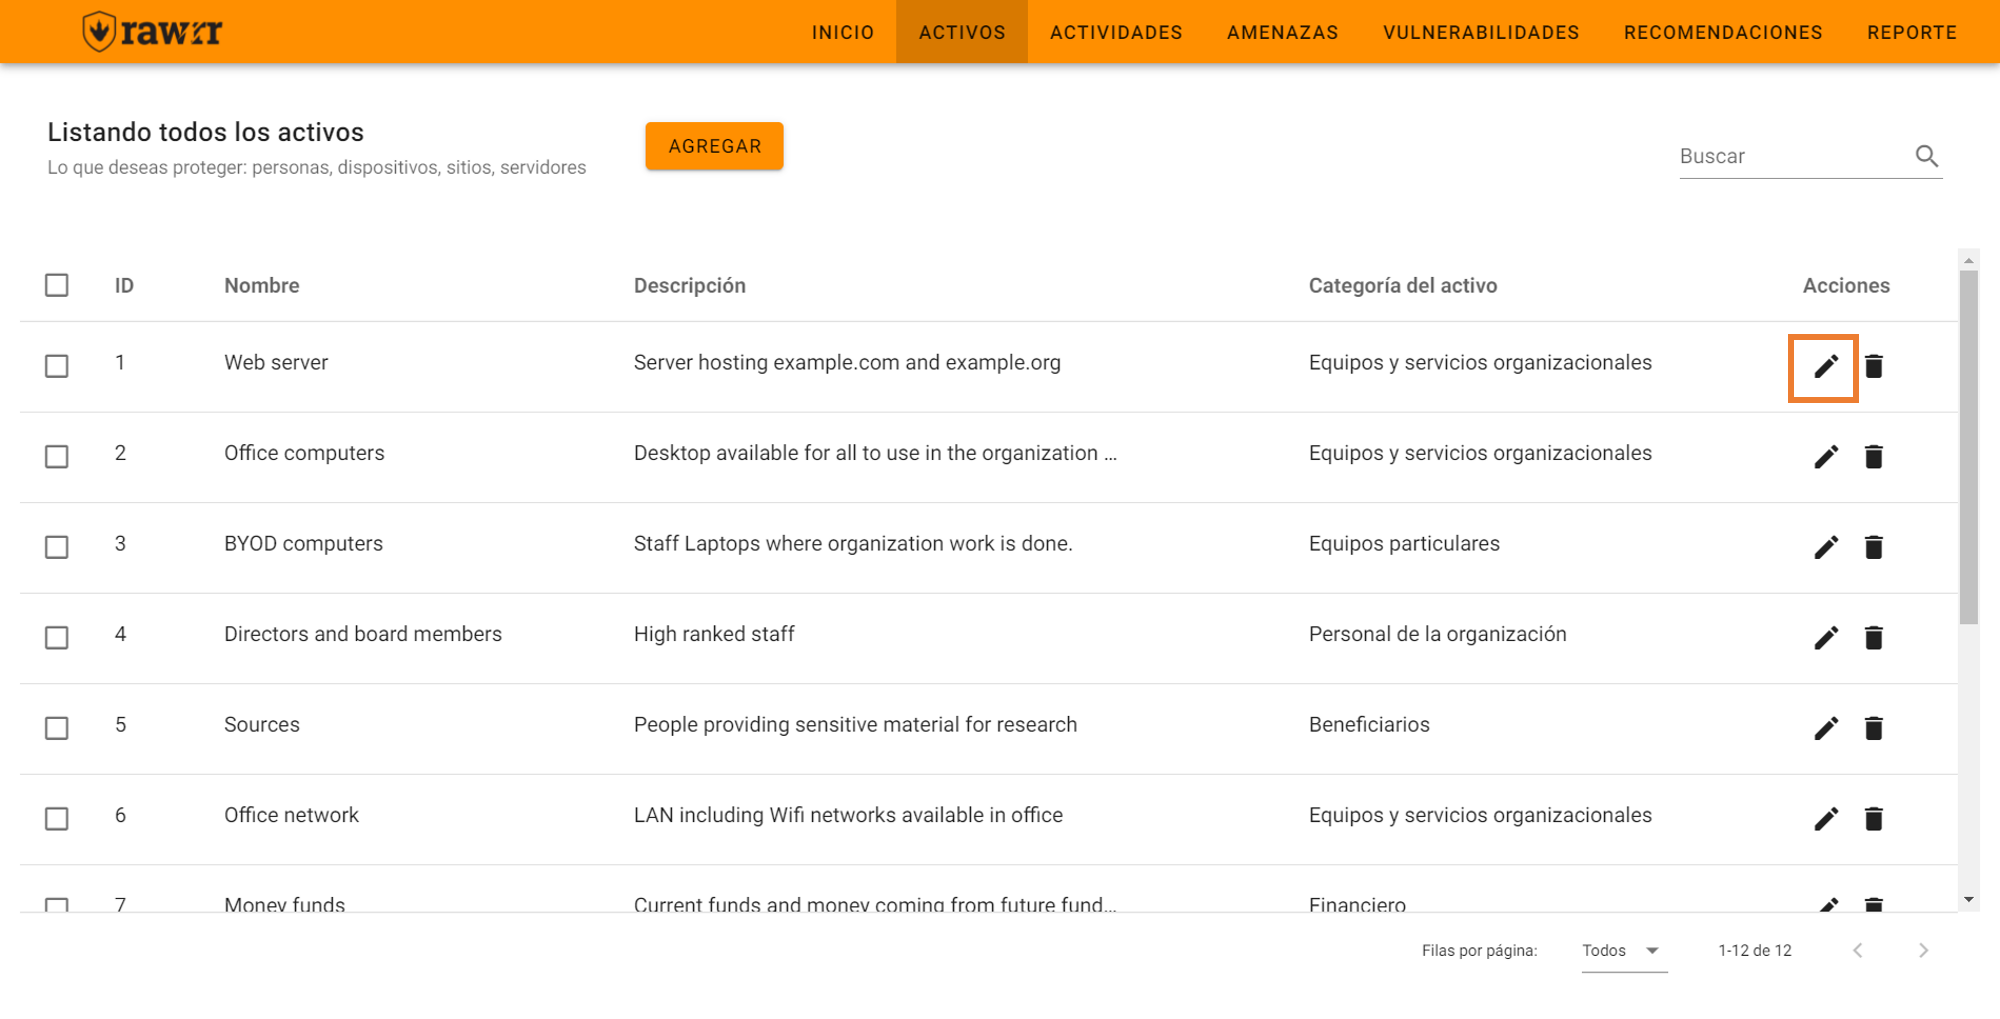 rawrr
INICIO ACTIVOS ACTIVIDADES AMENAZAS VULNERABILIDADES RECOMENDACIONES REPORTE
Listando todos los activos
Lo que deseas proteger: personas, dispositivos, sitios, servidores
AGREGAR
Buscar
ID Nombre Descripción Categoría del activo Acciones
1 Web server Server hosting example.com and example.org Equipos y servicios organizacionales
2 Office computers Desktop available for all to use in the organization ... Equipos y servicios organizacionales
3 BYOD computers Staff Laptops where organization work is done. Equipos particulares
4 Directors and board members High ranked staff Personal de la organización
5 Sources People providing sensitive material for research Beneficiarios
6 Office network LAN including Wifi networks available in office Equipos y servicios organizacionales
7 Money funds Current funds and money coming from future fund... Financiero
Filas por página: Todos 1-12 de 12